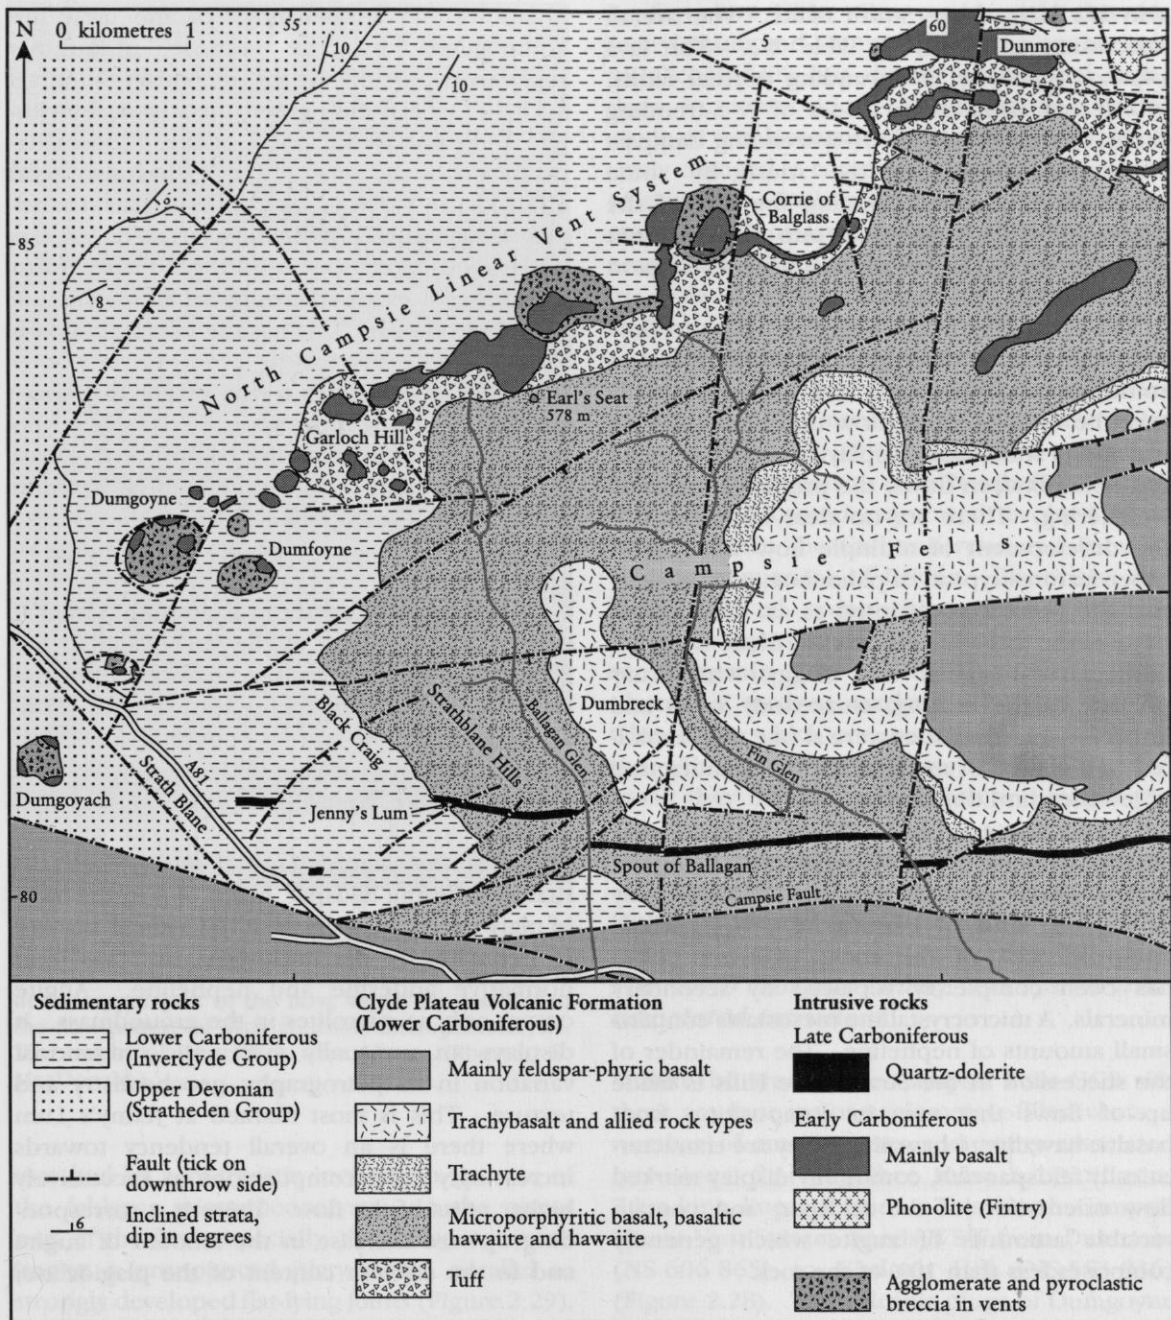 N
0 kilometres 1
55
10
10
5
60
Dunmore
North Campsie Linear Vent System
Corrie of
Balglass
85
8
Earl's Seat
578 m
Garloch Hill
Dumgoyne
Dumfoyne
Campsie Fells
Dumbreck
Black Craig
Strathblane Hills
Ballagan Glen
Fin Glen
A81
Strath Blane
Dumgoyach
Jenny's Lum
Spout of Ballagan
Campsie Fault
80
Sedimentary rocks
Lower Carboniferous
(Inverclyde Group)
Upper Devonian
(Stratheden Group)
Fault (tick on
downthrow side)
6
Inclined strata,
dip in degrees
Clyde Plateau Volcanic Formation
(Lower Carboniferous)
Mainly feldspar-phyric basalt
Trachybasalt and allied rock types
Trachyte
Microporphyritic basalt, basaltic
hawaiite and hawaiite
Tuff
Intrusive rocks
Late Carboniferous
Quartz-dolerite
Early Carboniferous
Mainly basalt
Phonolite (Fintry)
Agglomerate and pyroclastic
breccia in vents